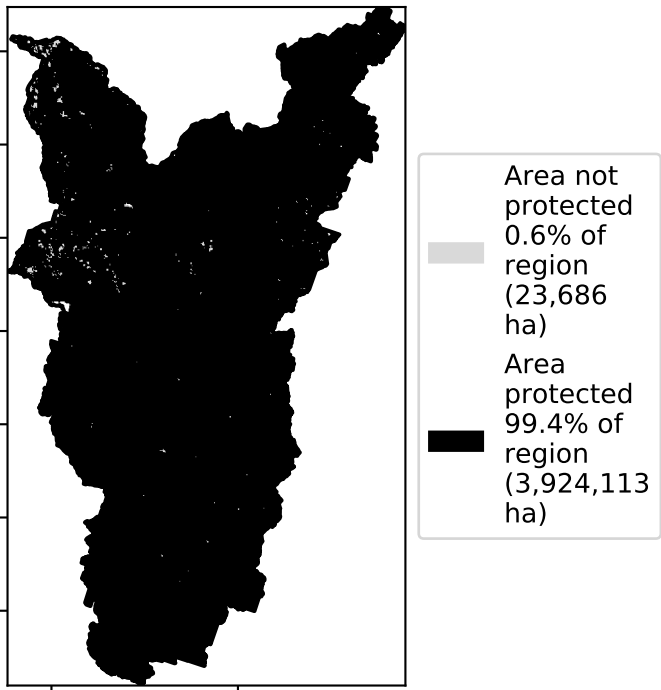 Area not
protected
0.6% of
region
(23,686
ha)
Area
protected
99.4% of
region
(3,924,113
ha)